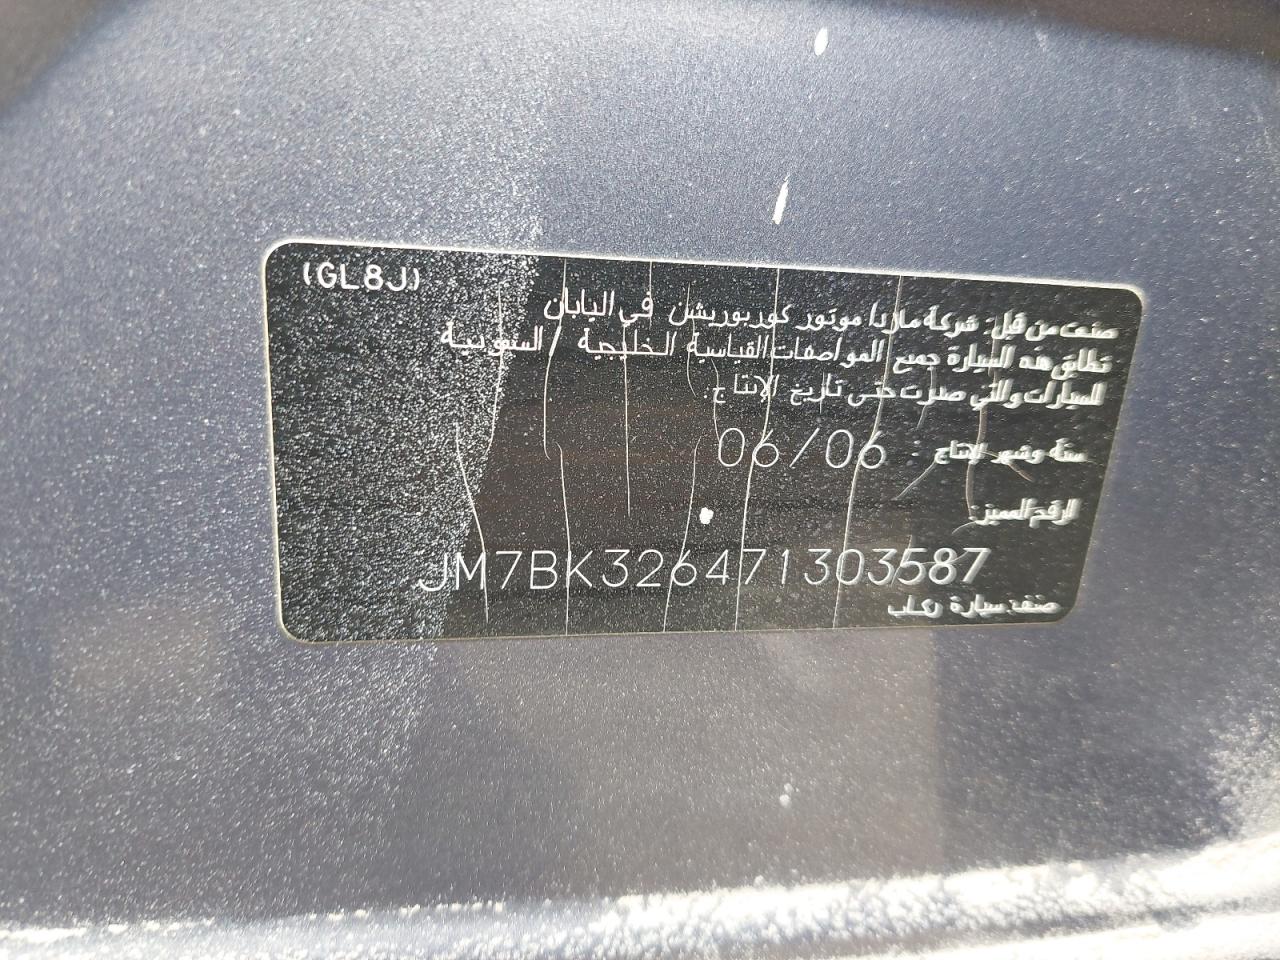 (GL8J)
صنعت من قبل: شركة مازدا موتور كوربوريشن في اليابان
تطابق هذه السيارة جميع المواصفات القياسية الخليجية / السعودية
للسيارات والتي صدرت حتى تاريخ الإنتاج.
سنة وشهر الإنتاج: 06/06
الرقم المميز:
JM7BK326471303587
صنف: سيارة ركاب